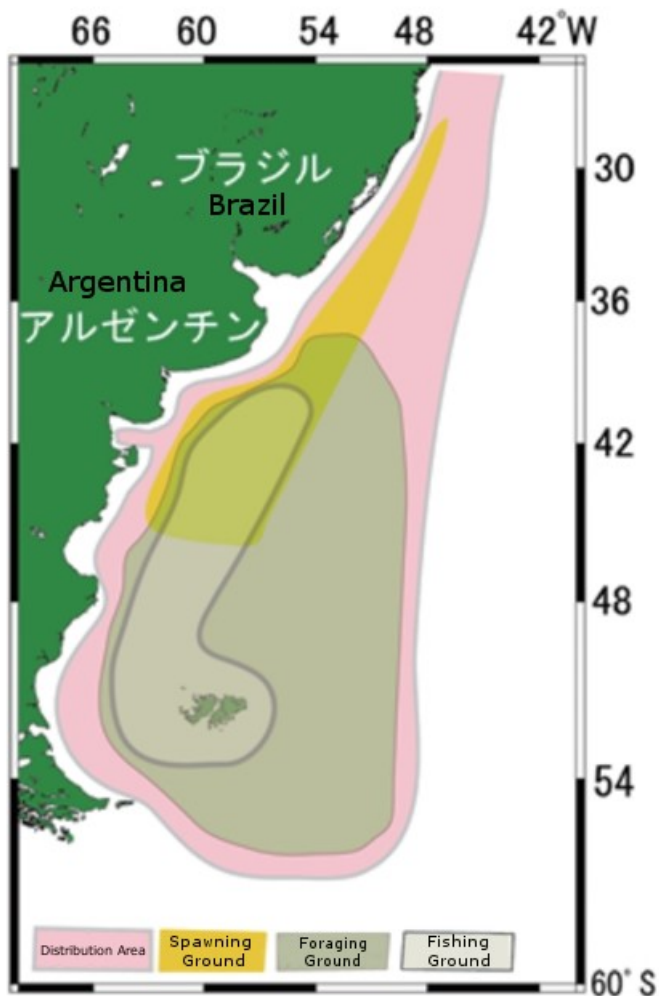 66 60 54 48 42°W
ブラジル
Brazil
30
Argentina
アルゼンチン
36
42
48
54
Distribution Area
Spawning
Ground
Foraging
Ground
Fishing
Ground
60°S